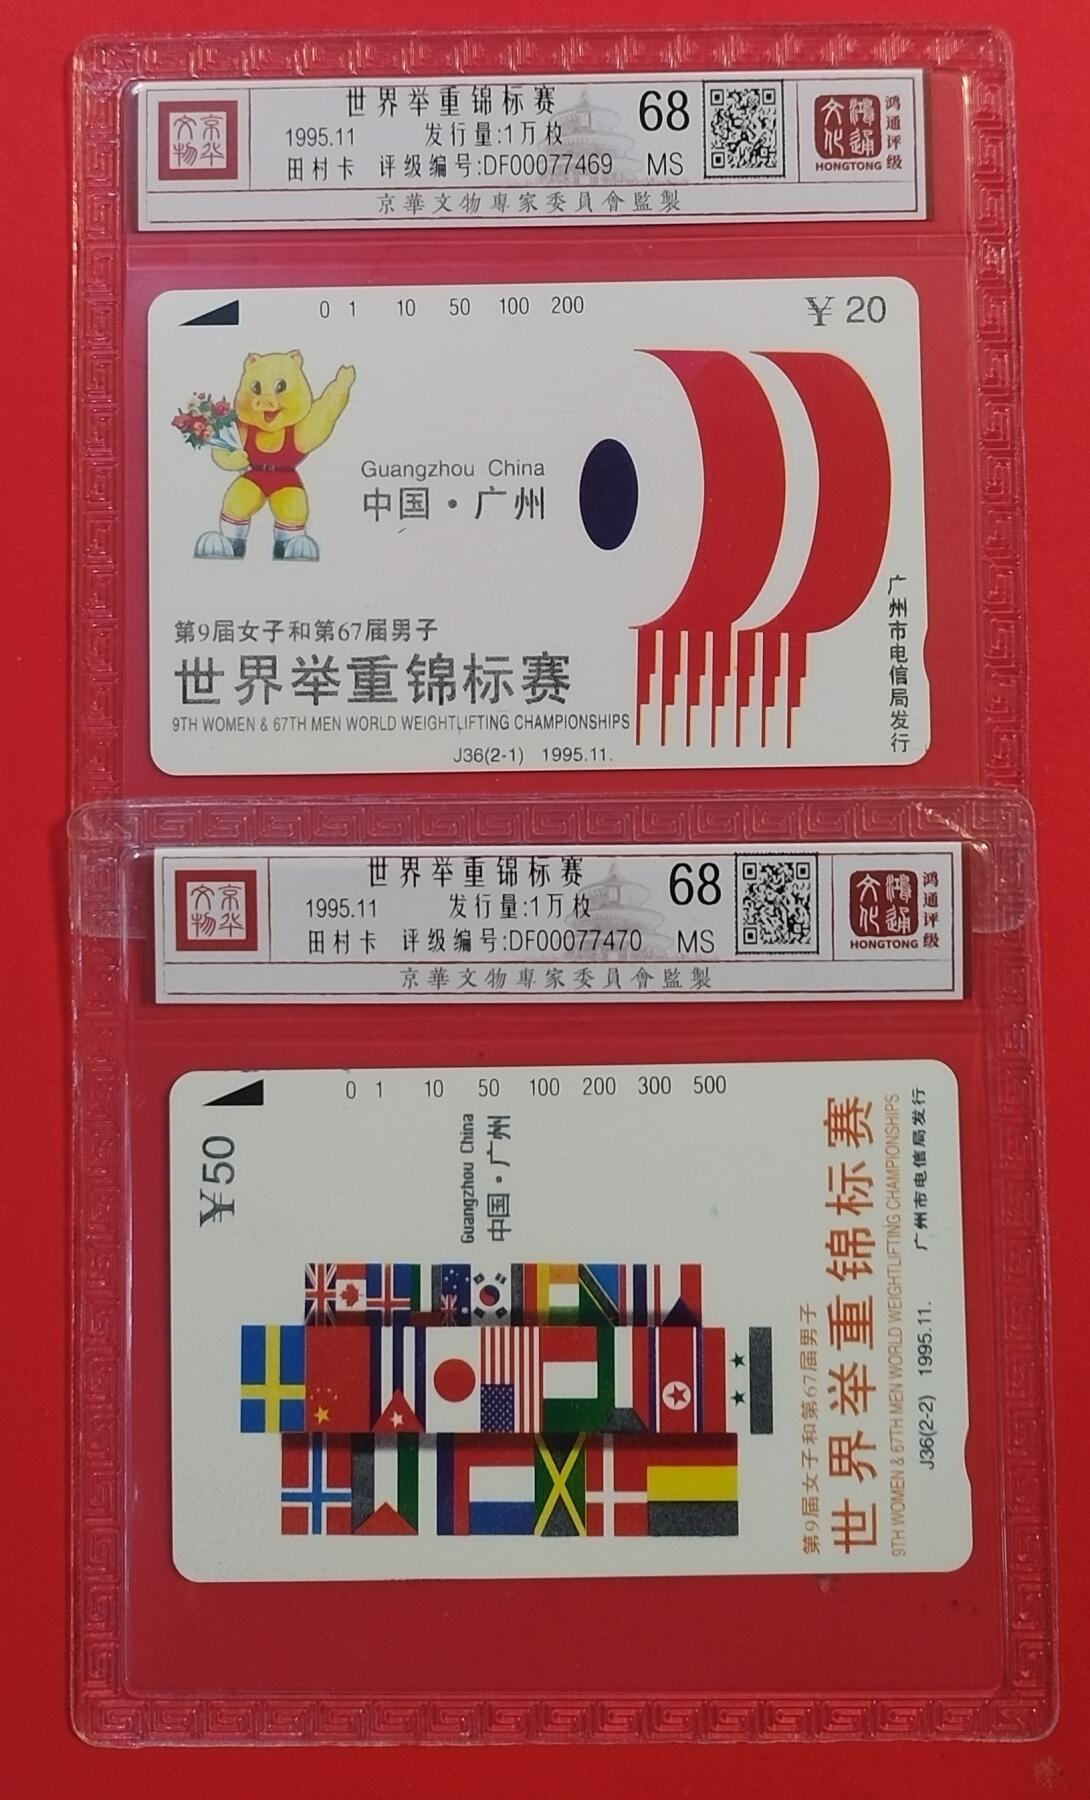 京华文物
世界举重锦标赛
1995.11 发行量:1万枚
田村卡 评级编号:DF00077469
68
MS
鸿通文化
HONGTONG
鸿通评级
京華文物專家委員會監製
0 1 10 50 100 200
¥ 20
Guangzhou China
中国·广州
第9届女子和第67届男子
世界举重锦标赛
9TH WOMEN & 67TH MEN WORLD WEIGHTLIFTING CHAMPIONSHIPS
J36(2-1) 1995.11.
广州市电信局发行
京华文物
世界举重锦标赛
1995.11 发行量:1万枚
田村卡 评级编号:DF00077470
68
MS
鸿通文化
HONGTONG
鸿通评级
京華文物專家委員會監製
0 1 10 50 100 200 300 500
¥50
Guangzhou China
中国·广州
第9届女子和第67届男子
世界举重锦标赛
9TH WOMEN & 67TH MEN WORLD WEIGHTLIFTING CHAMPIONSHIPS
J36(2-2) 1995.11. 广州市电信局发行